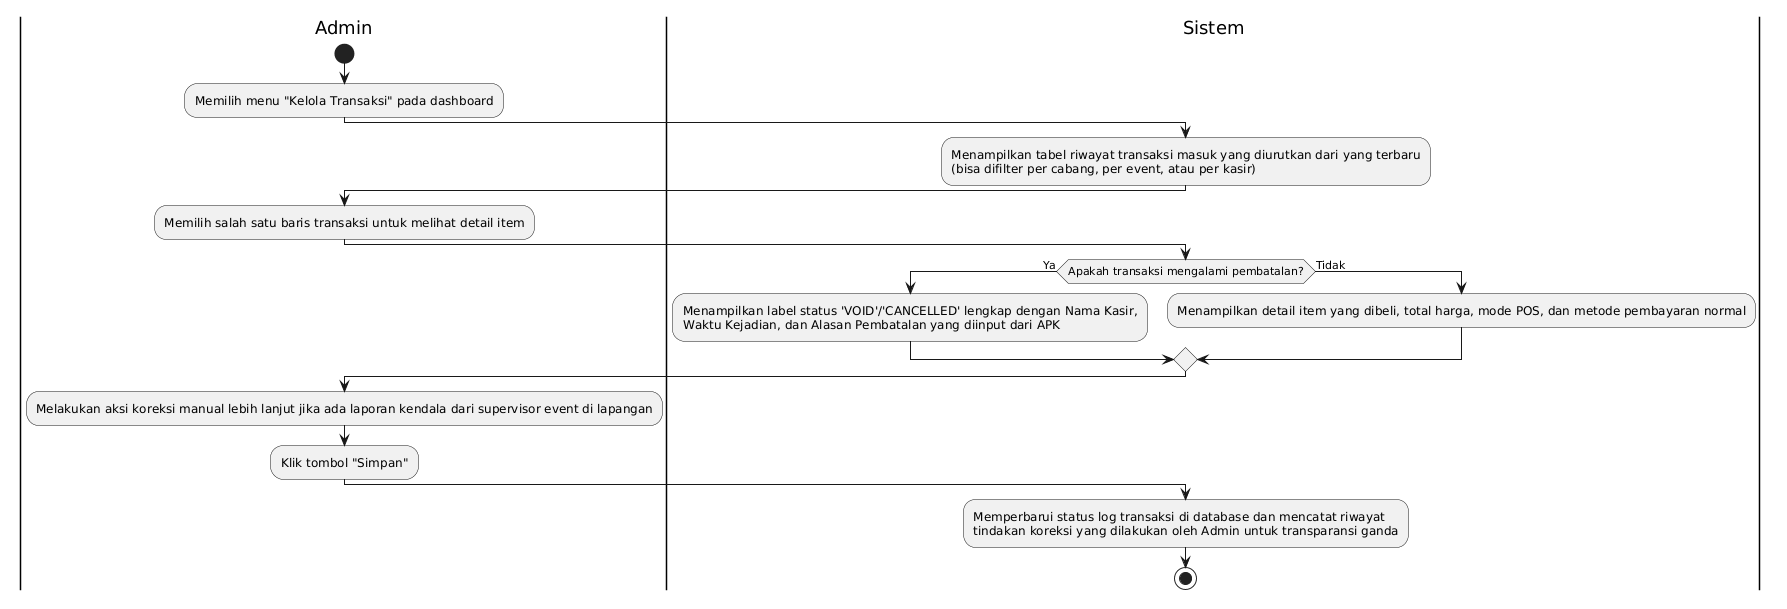 Admin
Sistem
Memilih menu "Kelola Transaksi" pada dashboard
Menampilkan tabel riwayat transaksi masuk yang diurutkan dari yang terbaru
(bisa difilter per cabang, per event, atau per kasir)
Memilih salah satu baris transaksi untuk melihat detail item
Ya
Apakah transaksi mengalami pembatalan?
Tidak
Menampilkan label status 'VOID'/'CANCELLED' lengkap dengan Nama Kasir,
Waktu Kejadian, dan Alasan Pembatalan yang diinput dari APK
Menampilkan detail item yang dibeli, total harga, mode POS, dan metode pembayaran normal
Melakukan aksi koreksi manual lebih lanjut jika ada laporan kendala dari supervisor event di lapangan
Klik tombol "Simpan"
Memperbarui status log transaksi di database dan mencatat riwayat
tindakan koreksi yang dilakukan oleh Admin untuk transparansi ganda